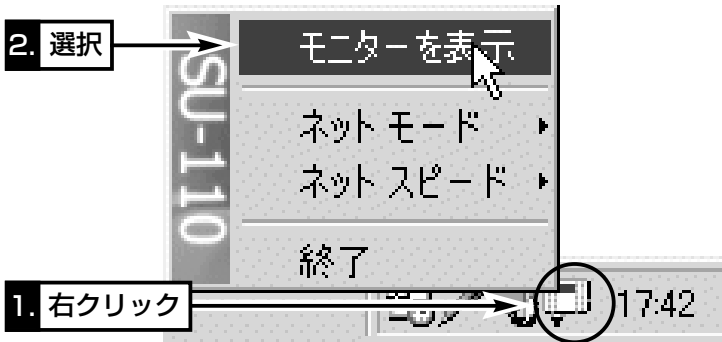 2. 選択
モニターを表示
ネット モード
ネット スピード
終了
SU-110
1. 右クリック
17:42